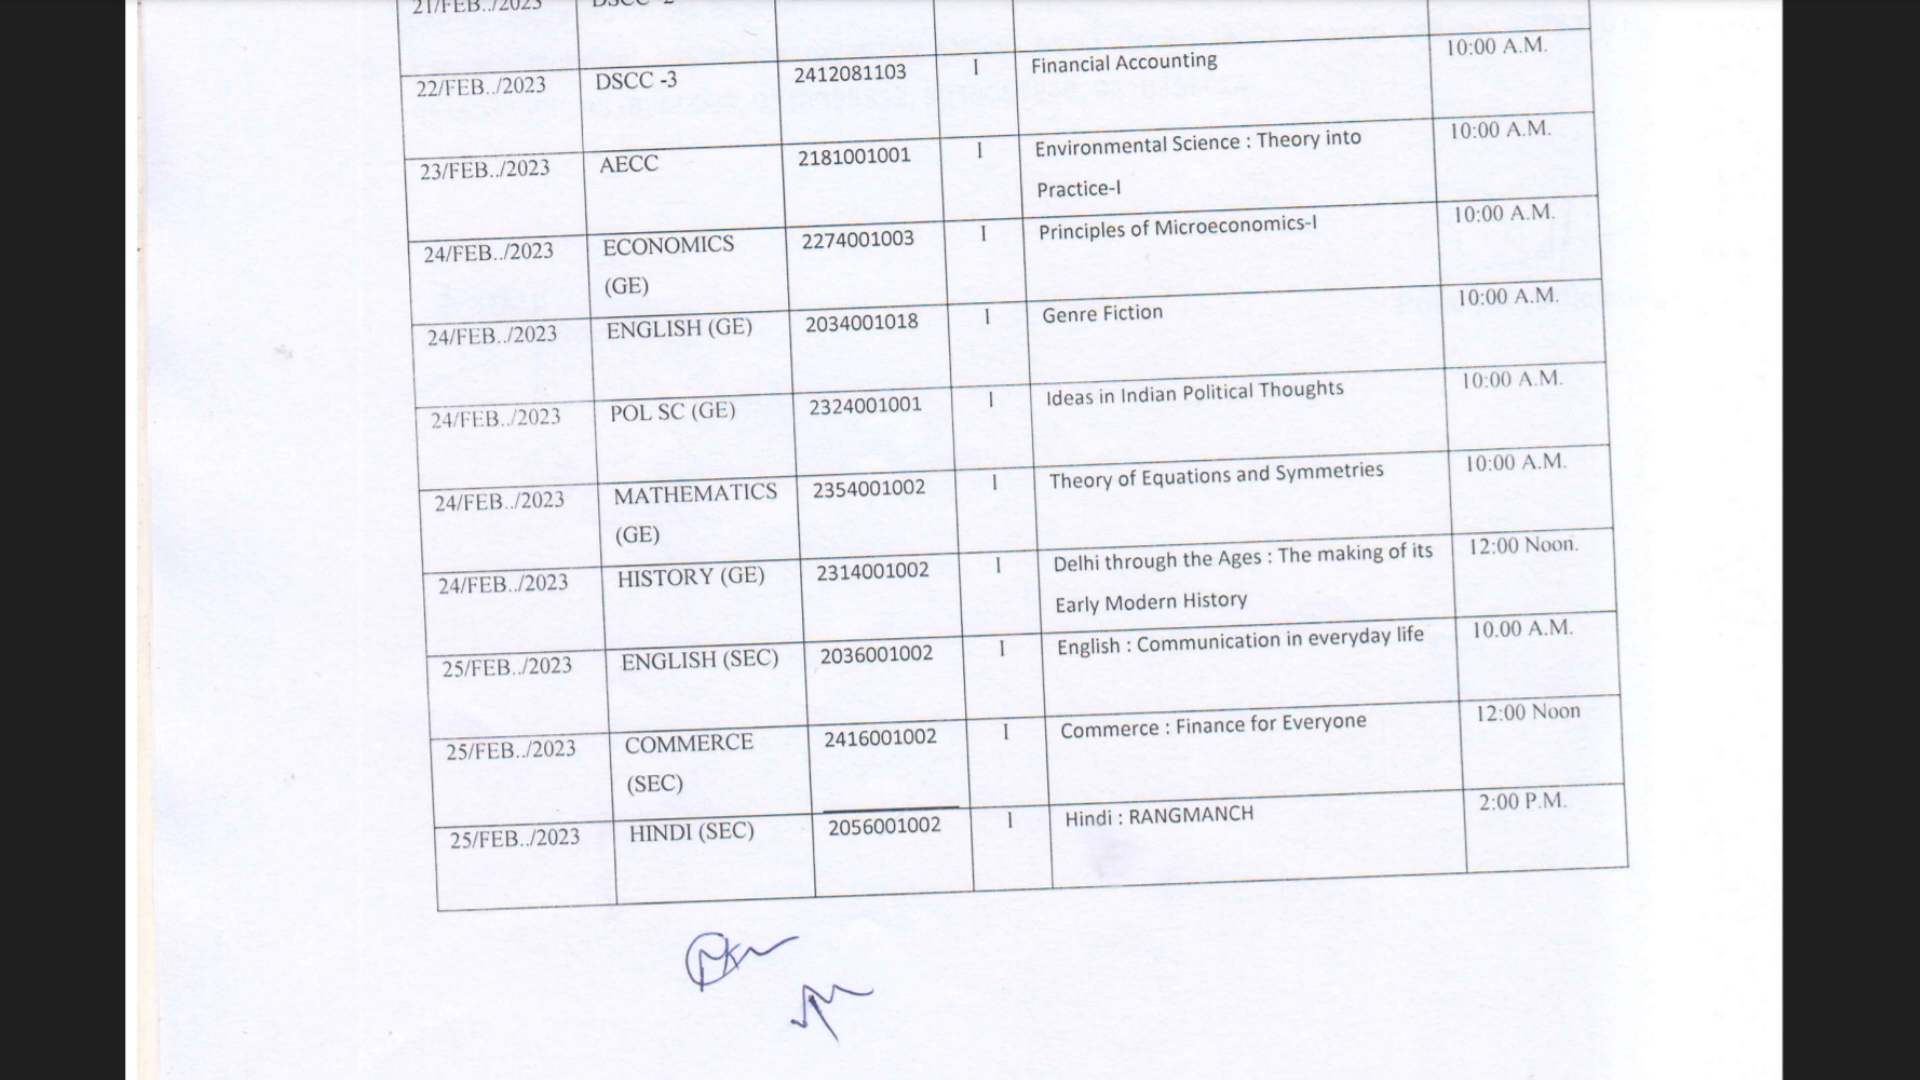 21/FEB../2023 DSCC -2
22/FEB../2023 DSCC -3 2412081103 I Financial Accounting 10:00 A.M.
23/FEB../2023 AECC 2181001001 I Environmental Science : Theory into 10:00 A.M.
Practice-I
24/FEB../2023 ECONOMICS 2274001003 I Principles of Microeconomics-I 10:00 A.M.
(GE)
24/FEB../2023 ENGLISH (GE) 2034001018 I Genre Fiction 10:00 A.M.
24/FEB../2023 POL SC (GE) 2324001001 I Ideas in Indian Political Thoughts 10:00 A.M.
24/FEB../2023 MATHEMATICS 2354001002 I Theory of Equations and Symmetries 10:00 A.M.
(GE)
24/FEB../2023 HISTORY (GE) 2314001002 I Delhi through the Ages : The making of its 12:00 Noon.
Early Modern History
25/FEB../2023 ENGLISH (SEC) 2036001002 I English : Communication in everyday life 10.00 A.M.
25/FEB../2023 COMMERCE 2416001002 I Commerce : Finance for Everyone 12:00 Noon
(SEC)
25/FEB../2023 HINDI (SEC) 2056001002 I Hindi : RANGMANCH 2:00 P.M.